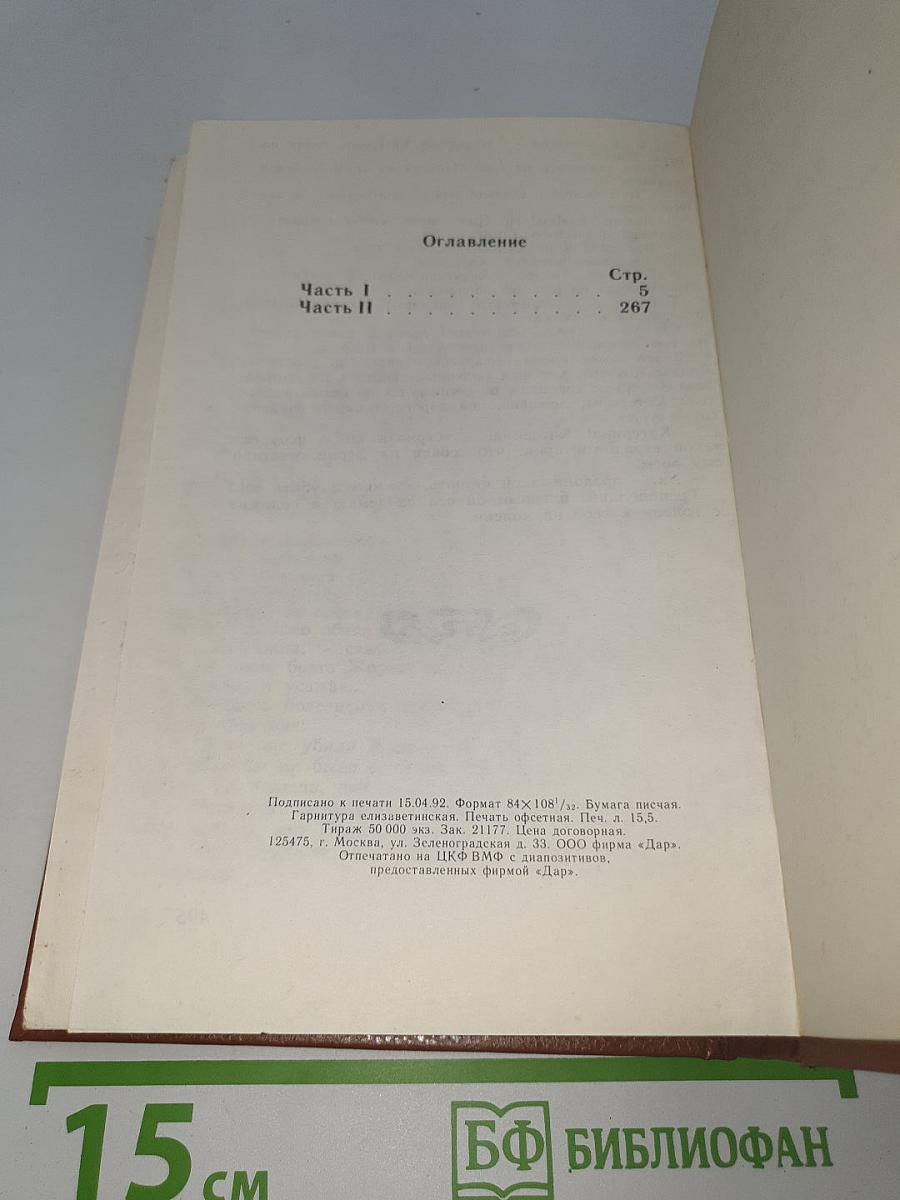 Оглавление
Стр.
Часть I . . . . . . . . . . . . 5
Часть II . . . . . . . . . . . . 267
Подписано к печати 15.04.92. Формат 84×108¹/₃₂. Бумага писчая.
Гарнитура елизаветинская. Печать офсетная. Печ. л. 15,5.
Тираж 50 000 экз. Зак. 21177. Цена договорная.
125475, г. Москва, ул. Зеленоградская д. 33. ООО фирма «Дар».
Отпечатано на ЦКФ ВМФ с диапозитивов,
предоставленных фирмой «Дар».
15 см
БФ БИБЛИОФАН